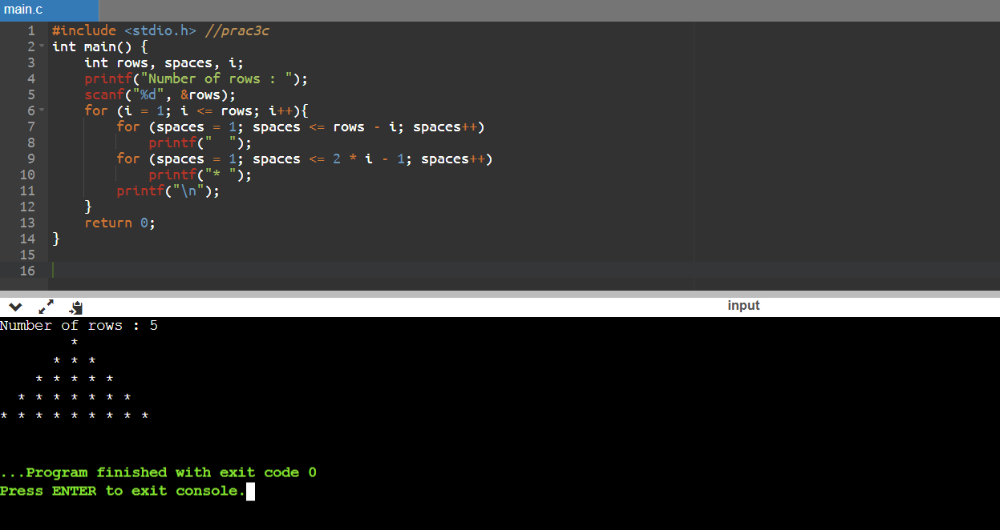 main.c
1 #include <stdio.h> //prac3c
2 int main() {
3     int rows, spaces, i;
4     printf("Number of rows : ");
5     scanf("%d", &rows);
6     for (i = 1; i <= rows; i++){
7         for (spaces = 1; spaces <= rows - i; spaces++)
8             printf("  ");
9         for (spaces = 1; spaces <= 2 * i - 1; spaces++)
10             printf("* ");
11         printf("\n");
12     }
13     return 0;
14 }
15
16
input
Number of rows : 5
        *
      * * *
    * * * * *
  * * * * * * *
* * * * * * * * *
...Program finished with exit code 0
Press ENTER to exit console.